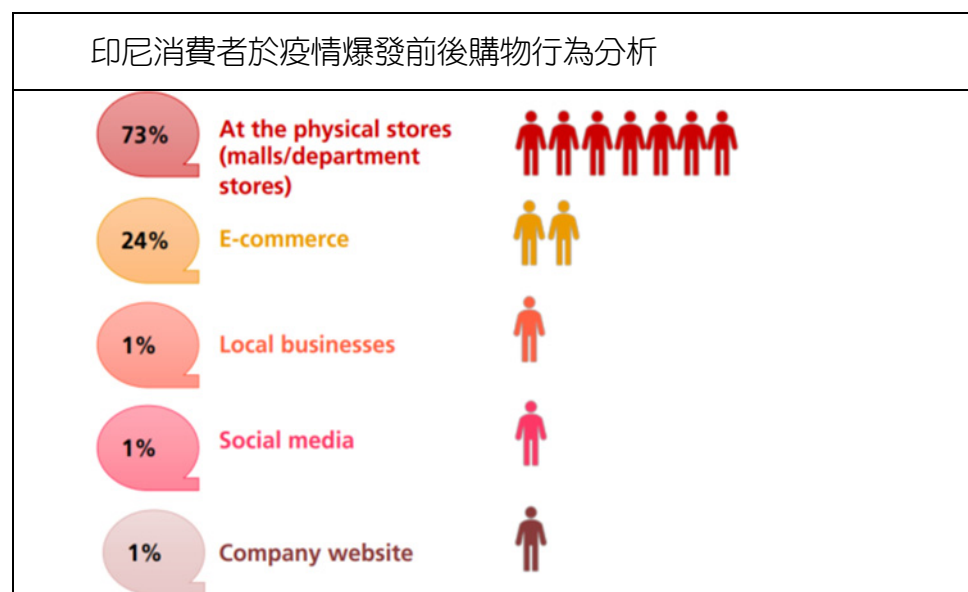 印尼消費者於疫情爆發前後購物行為分析
73%
At the physical stores
(malls/department
stores)
24%
E-commerce
1%
Local businesses
1%
Social media
1%
Company website